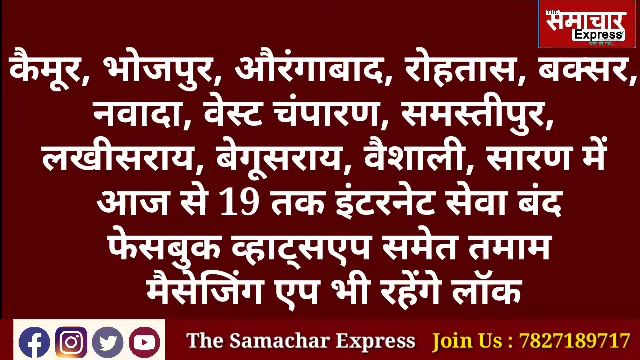 The
समाचार
Express
कैमूर, भोजपुर, औरंगाबाद, रोहतास, बक्सर,
नवादा, वेस्ट चंपारण, समस्तीपुर,
लखीसराय, बेगूसराय, वैशाली, सारण में
आज से 19 तक इंटरनेट सेवा बंद
फेसबुक व्हाट्सएप समेत तमाम
मैसेजिंग एप भी रहेंगे लॉक
The Samachar Express Join Us : 7827189717